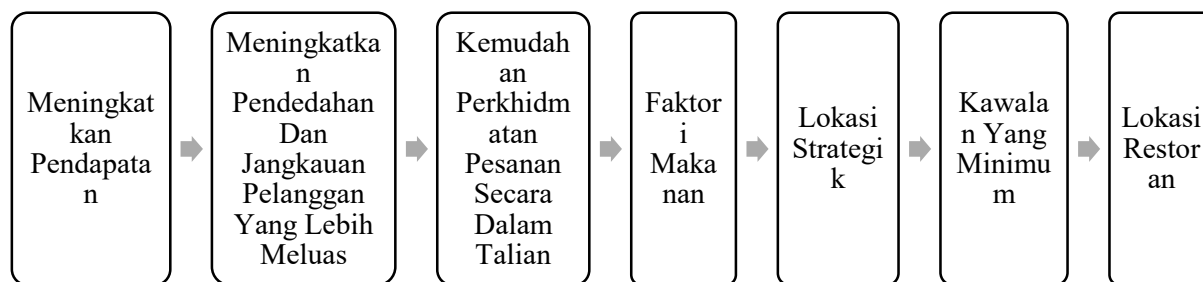 Meningkat
kan
Pendapata
n
Meningkatka
n
Pendedahan
Dan
Jangkauan
Pelanggan
Yang Lebih
Meluas
Kemudah
an
Perkhidm
atan
Pesanan
Secara
Dalam
Talian
Faktor
i
Maka
nan
Lokasi
Strategi
k
Kawala
n Yang
Minimu
m
Lokasi
Restor
an